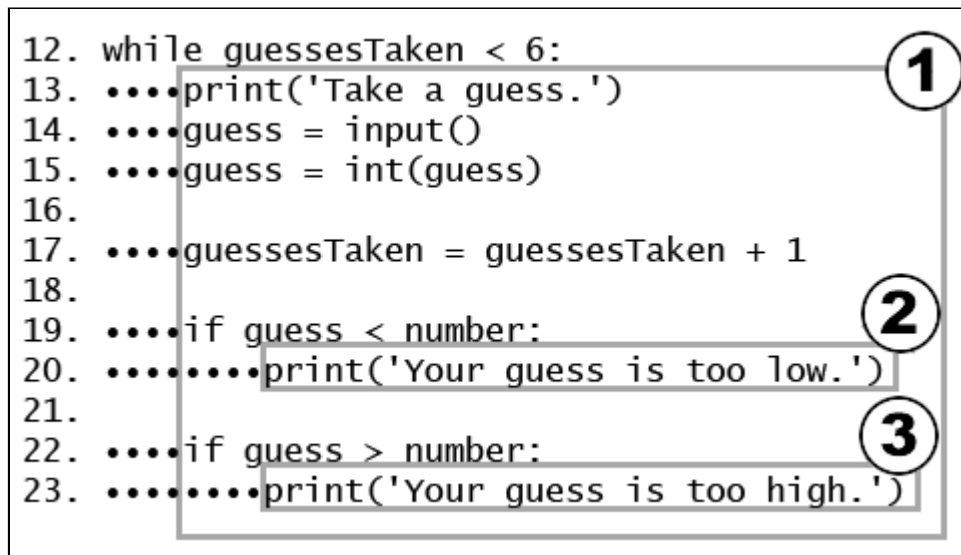 12. while guessesTaken < 6:
1
13. ••••print('Take a guess.')
14. ••••guess = input()
15. ••••guess = int(guess)
16.
17. ••••guessesTaken = guessesTaken + 1
18.
2
19. ••••if guess < number:
20. ••••••••print('Your guess is too low.')
21.
3
22. ••••if guess > number:
23. ••••••••print('Your guess is too high.')